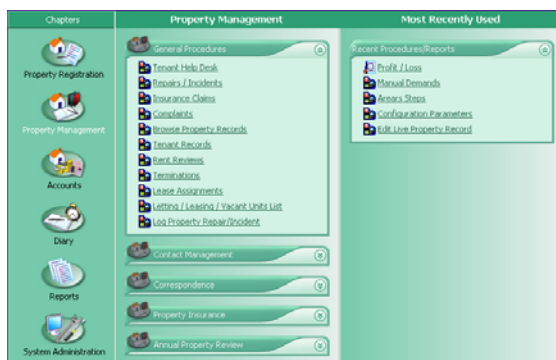 Chapters
Property Registration
Property Management
Accounts
Diary
Reports
System Administration
Property Management
General Procedures
Tenant Help Desk
Repairs / Incidents
Insurance Claims
Complaints
Browse Property Records
Tenant Records
Rent Reviews
Terminations
Lease Assignments
Letting / Leasing / Vacant Units List
Log Property Repair/Incident
Contact Management
Correspondence
Property Insurance
Annual Property Review
Most Recently Used
Recent Procedures/Reports
Profit / Loss
Manual Demands
Arears Steps
Configuration Parameters
Edit Live Property Record